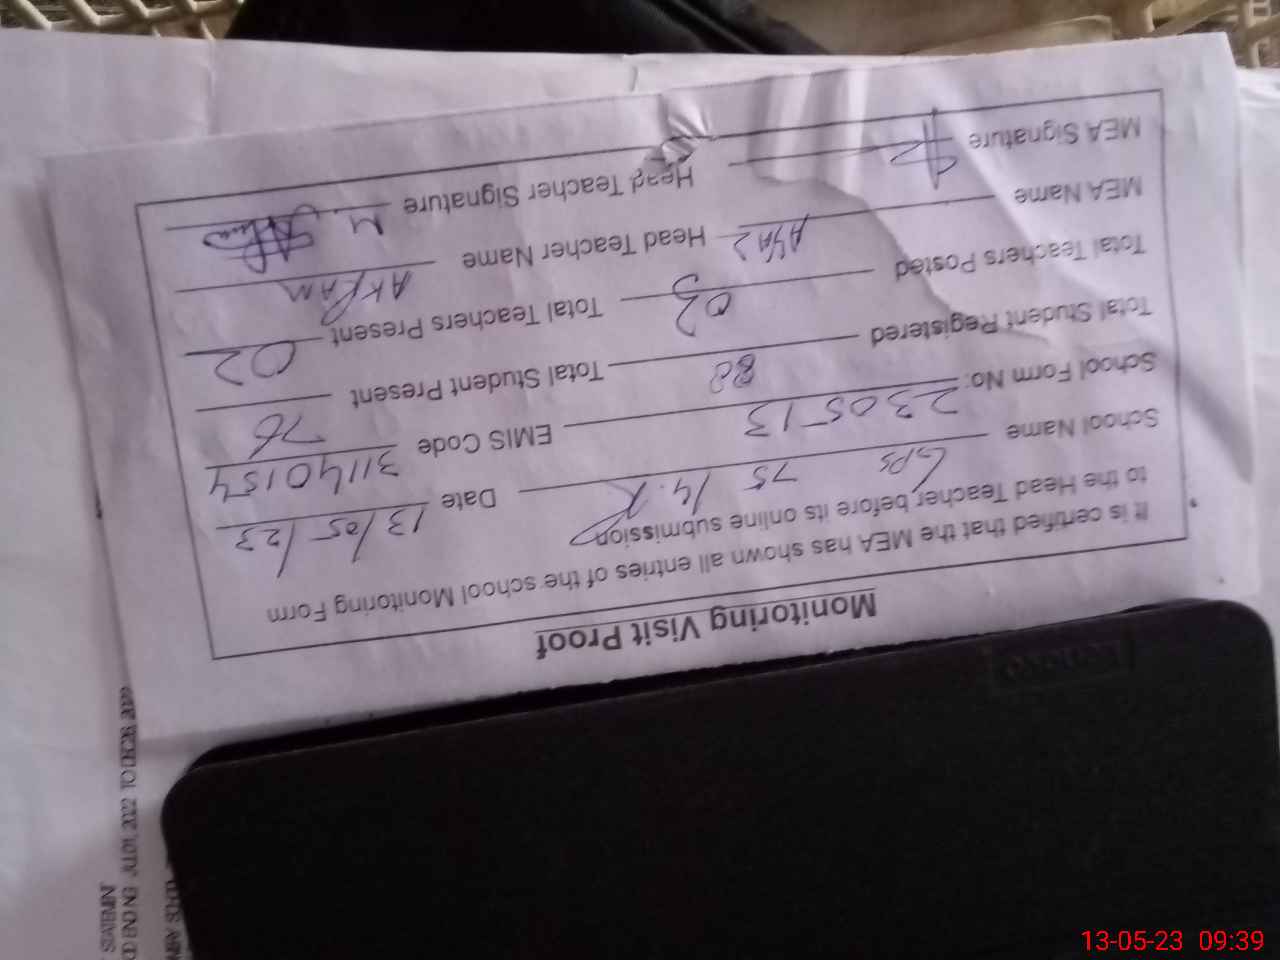 Monitoring Visit Proof
It is certified that the MEA has shown all entries of the school Monitoring Form
to the Head Teacher before its online submission
School Name GPS 75/4.R Date 13/05/23
School Form No: 230513 EMIS Code 31140154
Total Student Registered 80 Total Student Present 76
Total Teachers Posted 03 Total Teachers Present 02
MEA Name Head Teacher Name AKRAM
MEA Signature Head Teacher Signature M.
lenovo
13-05-23 09:39